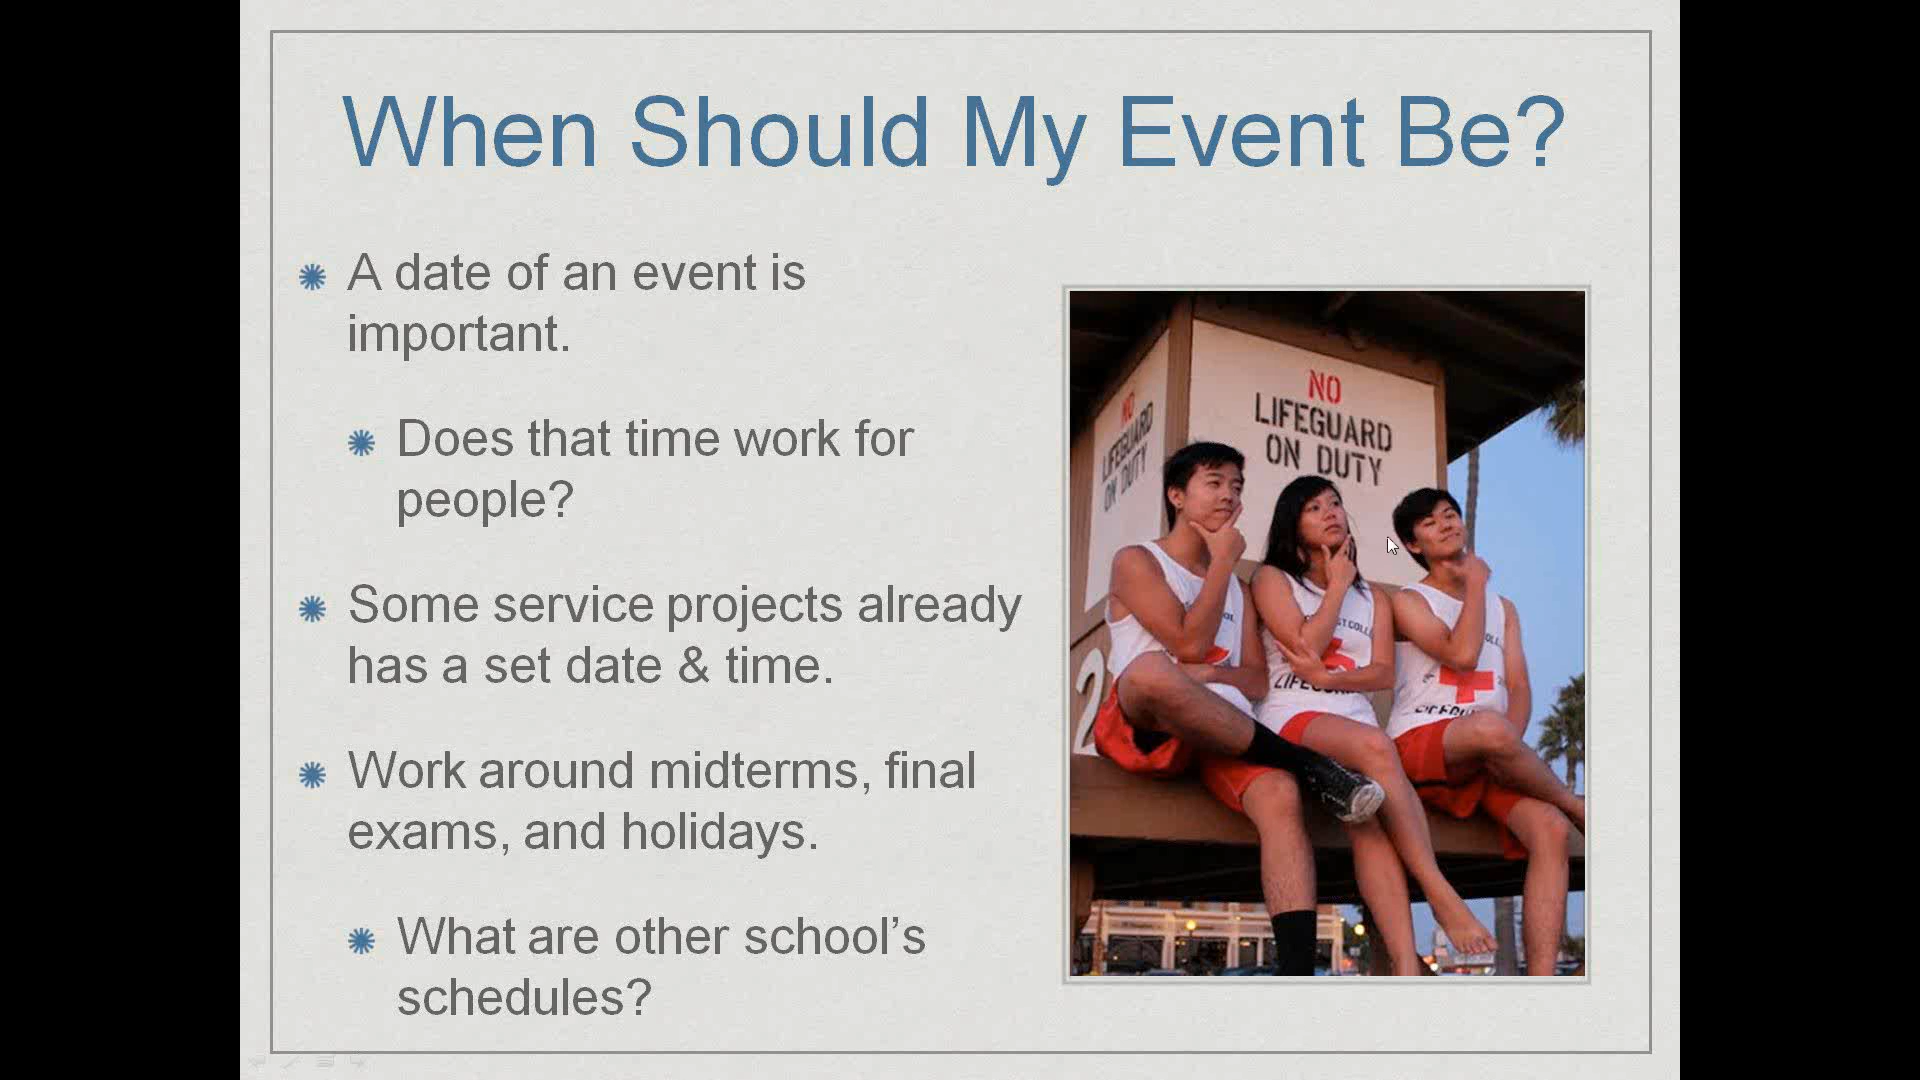 When Should My Event Be?
A date of an event is
important.
Does that time work for
people?
Some service projects already
has a set date & time.
Work around midterms, final
exams, and holidays.
What are other school’s
schedules?
NO
LIFEGUARD
ON DUTY
NO
LIFEGUARD
ON DUTY
2